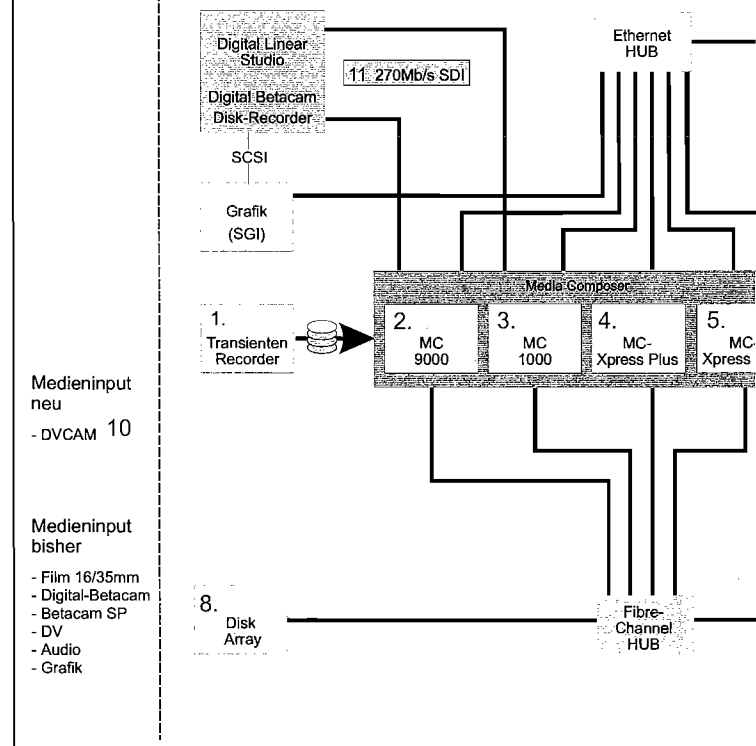 Digital Linear
Studio
Digital Betacam
Disk-Recorder
11. 270Mb/s SDI
Ethernet
HUB
SCSI
Grafik
(SGI)
Media Composer
1.
Transienten
Recorder
2.
MC
9000
3.
MC
1000
4.
MC-
Xpress Plus
5.
MC-
Xpress
Medieninput
neu
- DVCAM 10
Medieninput
bisher
- Film 16/35mm
- Digital-Betacam
- Betacam SP
- DV
- Audio
- Grafik
8.
Disk
Array
Fibre-
Channel
HUB